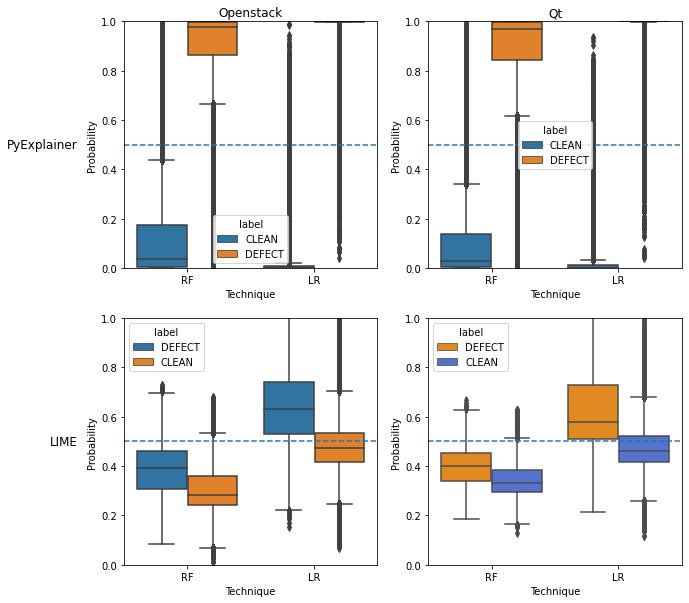 Openstack
1.0
0.8
0.6
0.4
0.2
0.0
Probability
PyExplainer
label
CLEAN
DEFECT
RF
LR
Technique
Qt
1.0
0.8
0.6
0.4
0.2
0.0
Probability
label
CLEAN
DEFECT
RF
LR
Technique
1.0
0.8
0.6
0.4
0.2
0.0
Probability
LIME
label
DEFECT
CLEAN
RF
LR
Technique
1.0
0.8
0.6
0.4
0.2
0.0
Probability
label
DEFECT
CLEAN
RF
LR
Technique